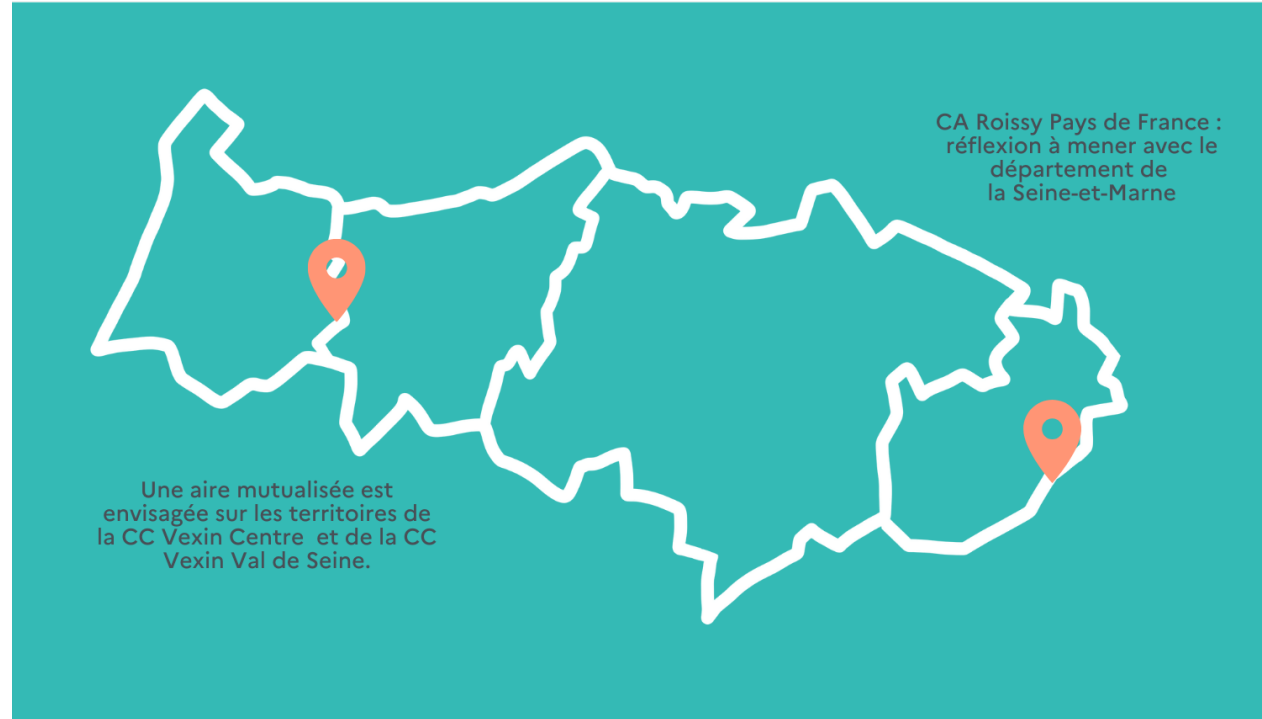 CA Roissy Pays de France :
réflexion à mener avec le
département de
la Seine-et-Marne
Une aire mutualisée est
envisagée sur les territoires de
la CC Vexin Centre  et de la CC
Vexin Val de Seine.